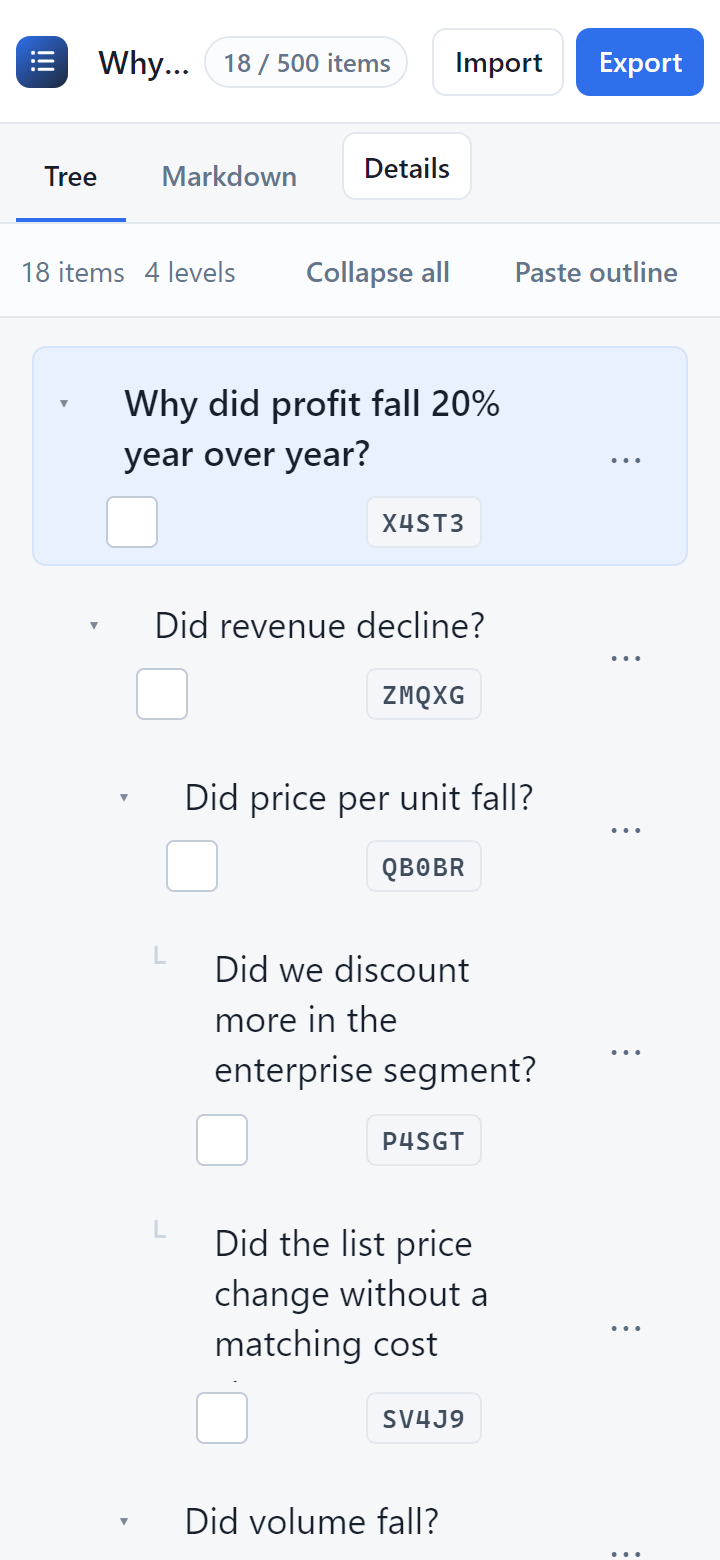 Why... 18 / 500 items Import Export
Tree Markdown Details
18 items 4 levels Collapse all Paste outline
Why did profit fall 20%
year over year?
...
X4ST3
Did revenue decline?
...
ZMQXG
Did price per unit fall?
...
QB0BR
Did we discount
more in the
enterprise segment?
...
P4SGT
Did the list price
change without a
matching cost
...
SV4J9
Did volume fall?
...